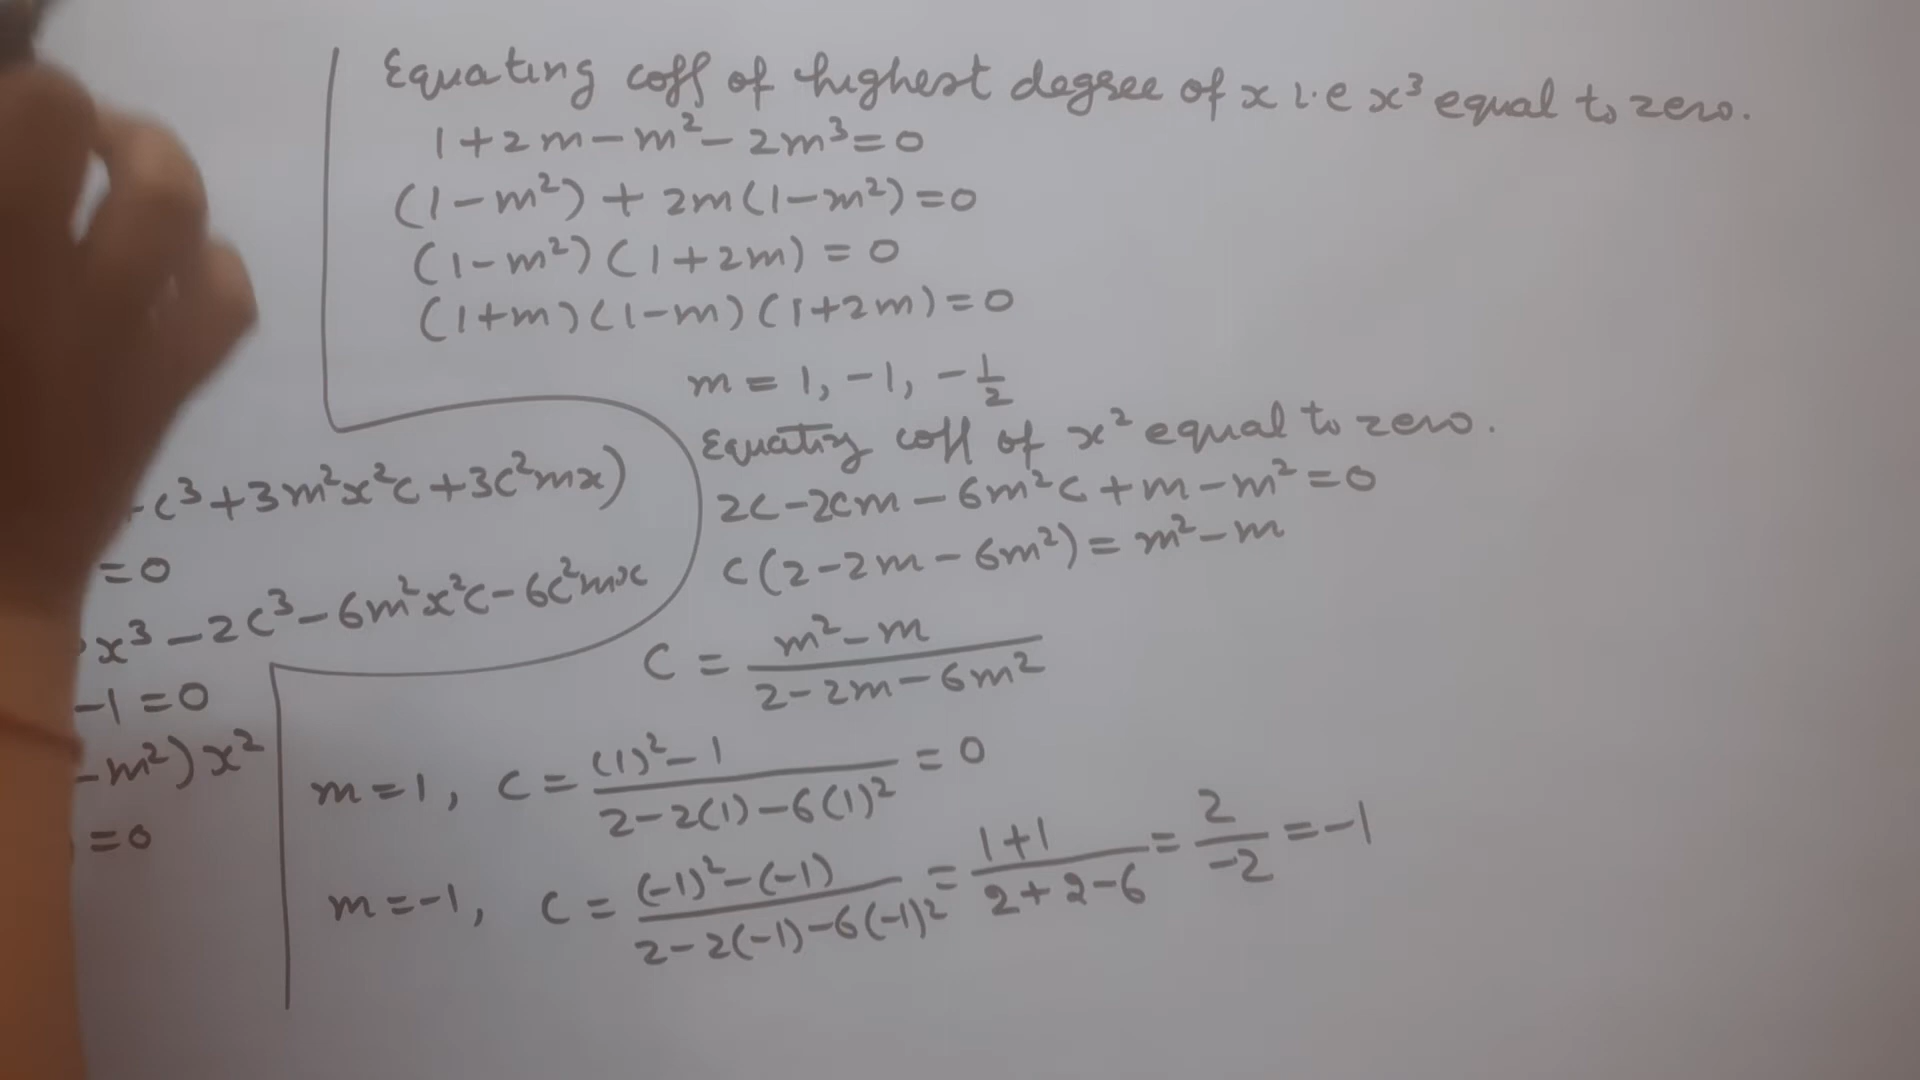 Equating coff of highest degree of x i.e x³ equal to zero.
1+2m-m²-2m³=0
(1-m²)+2m(1-m²)=0
(1-m²)(1+2m)=0
(1+m)(1-m)(1+2m)=0
m=1,-1,-1/2
Equating coff of x² equal to zero.
2c-2cm-6m²c+m-m²=0
c(2-2m-6m²)=m²-m
c=(m²-m)/(2-2m-6m²)
m=1, c=((1)²-1)/(2-2(1)-6(1)²)=0
m=-1, c=((-1)²-(-1))/(2-2(-1)-6(-1)²)=(1+1)/(2+2-6)=2/-2=-1
c³+3m²x²c+3c²mx)
=0
x³-2c³-6m²x²c-6c²mx
-1=0
-m²)x²
=0